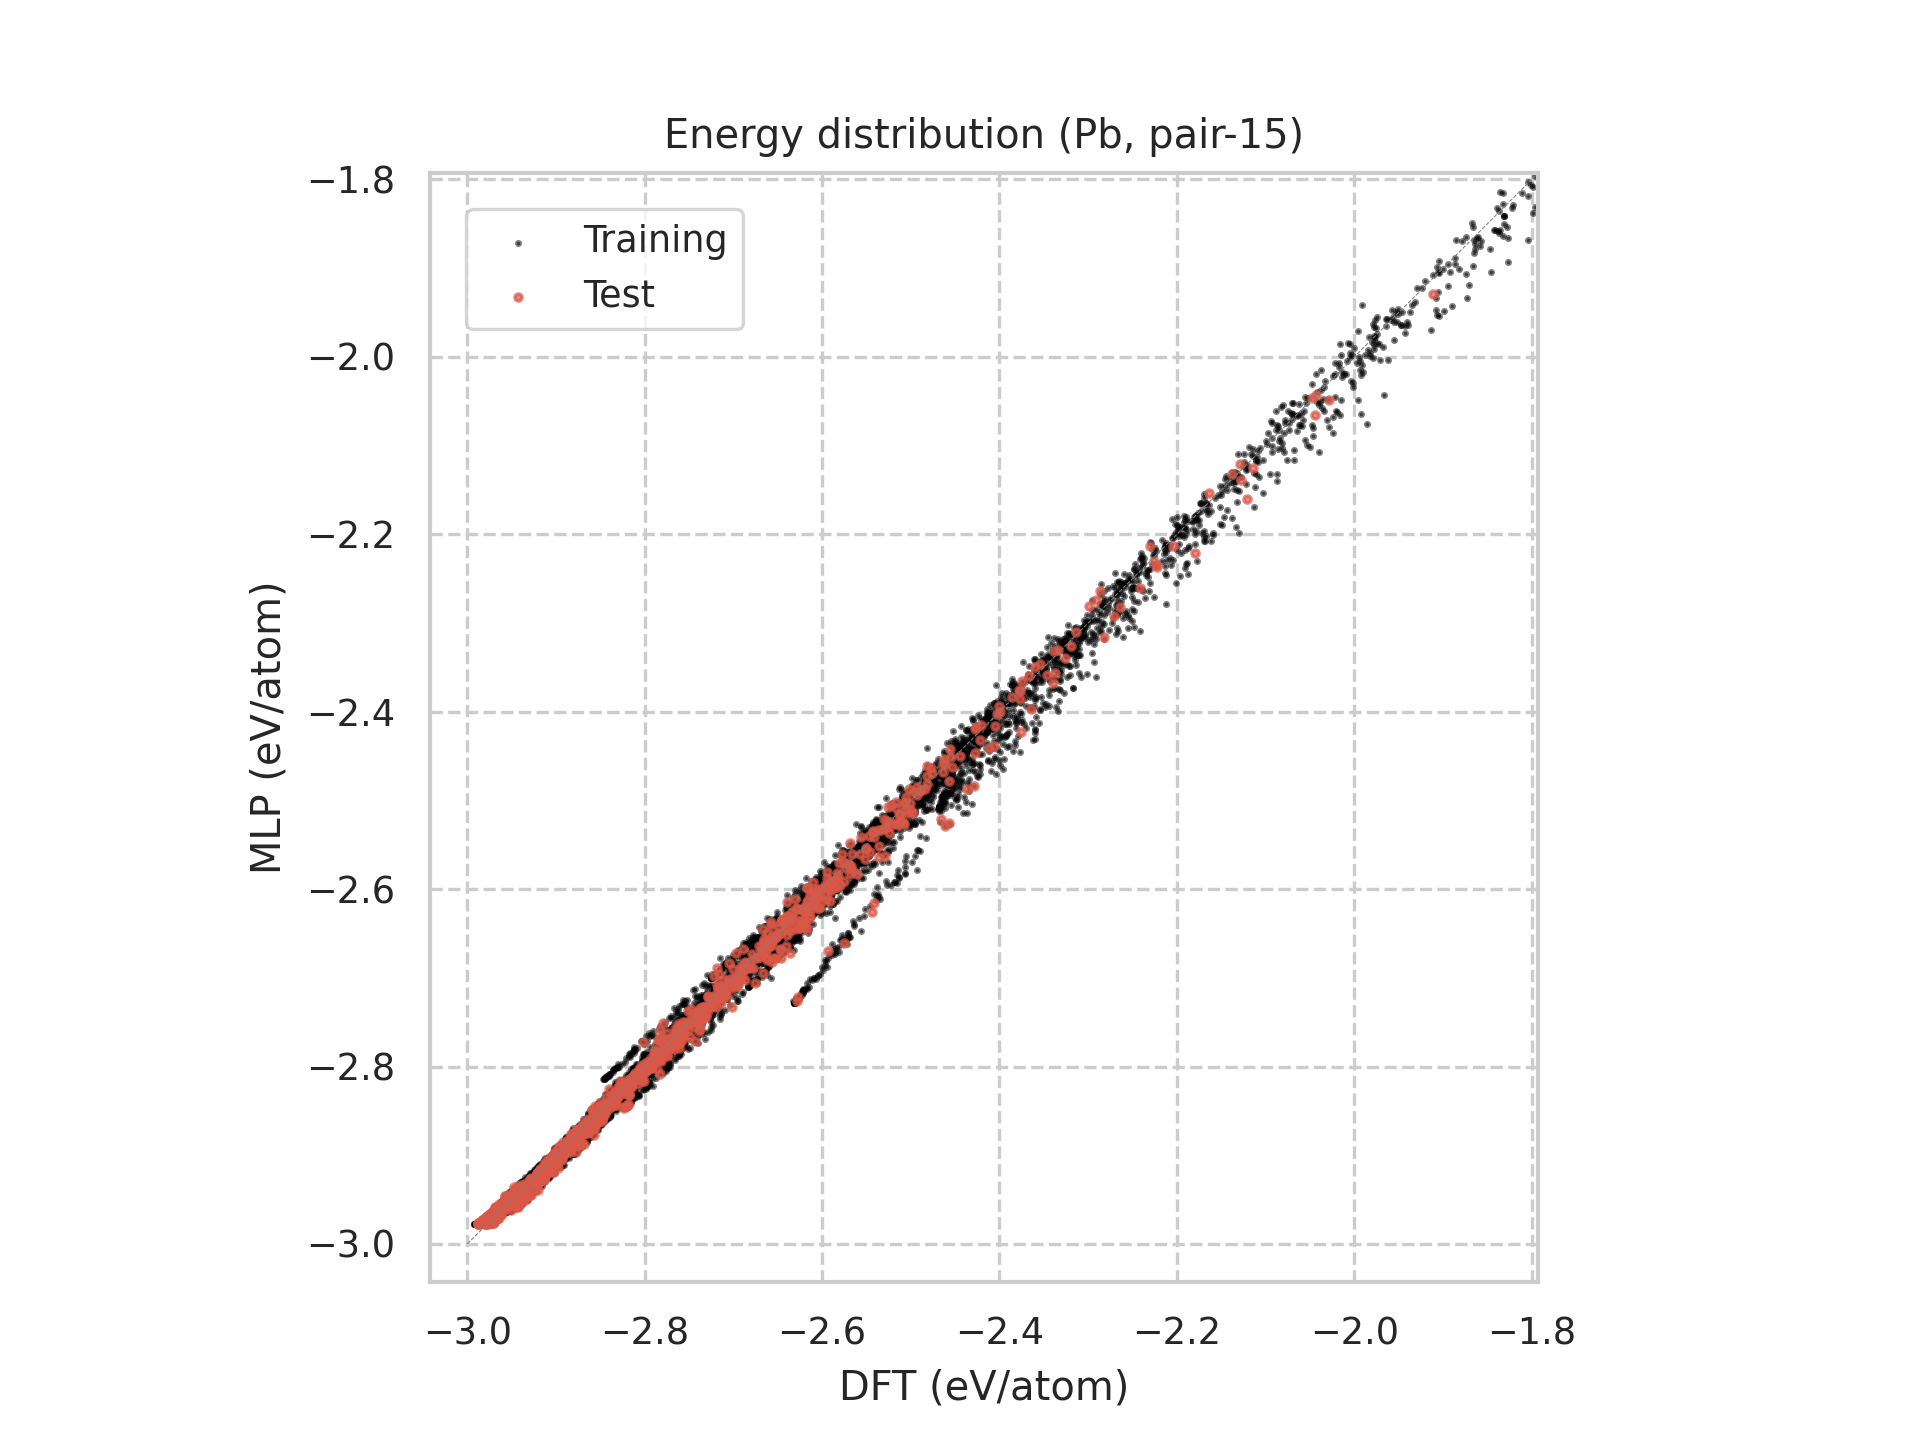 Energy distribution (Pb, pair-15)
−1.8
−2.0
−2.2
−2.4
−2.6
−2.8
−3.0
MLP (eV/atom)
Training
Test
−3.0 −2.8 −2.6 −2.4 −2.2 −2.0 −1.8
DFT (eV/atom)